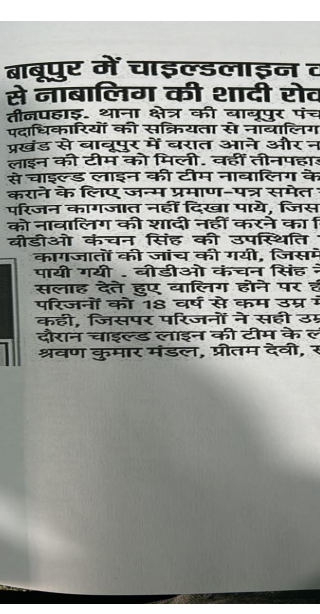 बाबूपुर में चाइल्डलाइन
से नाबालिग की शादी
तीनपहाड़. थाना क्षेत्र की बाबूपुर
पदाधिकारियों की सक्रियता से नाबालिग
प्रखंड से बाबूपुर में बरात आने और
लाइन की टीम को मिली. वहीं तीनपहाड़
से चाइल्ड लाइन की टीम नाबालिग के
कराने के लिए जन्म प्रमाण-पत्र समेत
परिजन कागजात नहीं दिखा पाये,
को नाबालिग की शादी नहीं करने का
बीडीओ कंचन सिंह की उपस्थिति
कागजातों की जांच की गयी, जिसमें
पायी गयी . बीडीओ कंचन सिंह ने
सलाह देते हुए बालिग होने पर ही
परिजनों को 18 वर्ष से कम उम्र में
कही, जिसपर परिजनों ने सही उम्र
दौरान चाइल्ड लाइन की टीम के
श्रवण कुमार मंडल, प्रीतम देवी,